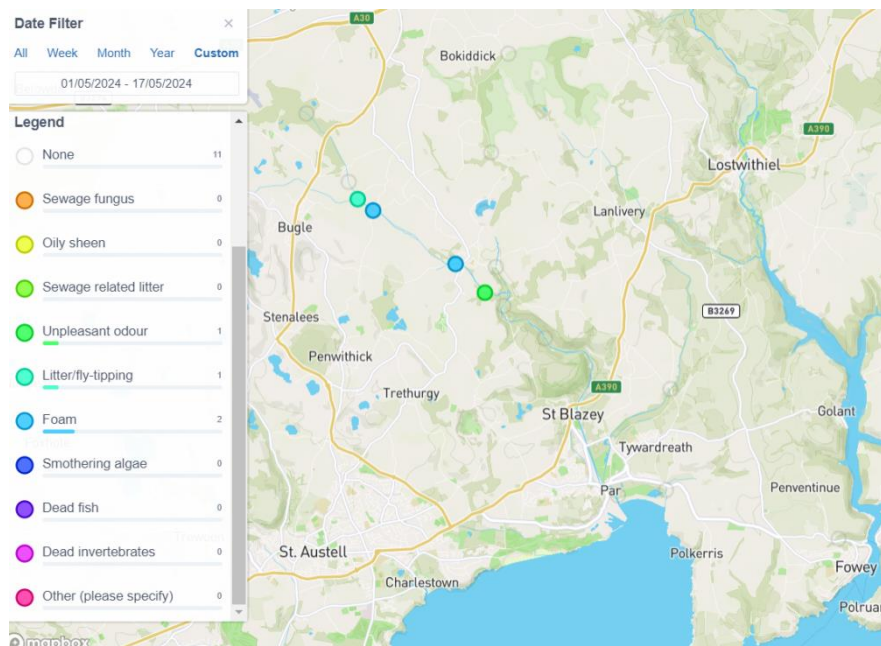 Date Filter ×
All Week Month Year Custom
01/05/2024 - 17/05/2024
Legend
None 11
Sewage fungus 0
Oily sheen 0
Sewage related litter 0
Unpleasant odour 1
Litter/fly-tipping 1
Foam 2
Smothering algae 0
Dead fish 0
Dead invertebrates 0
Other (please specify) 0
mapbox
A30
Bokiddick
A390
Lostwithiel
Lanlivery
Bugle
B3269
Stenalees
Penwithick
Trethurgy
A390
St Blazey
Golant
Tywardreath
Par
Penventinue
St. Austell
Polkerris
Fowey
Charlestown
Polruan